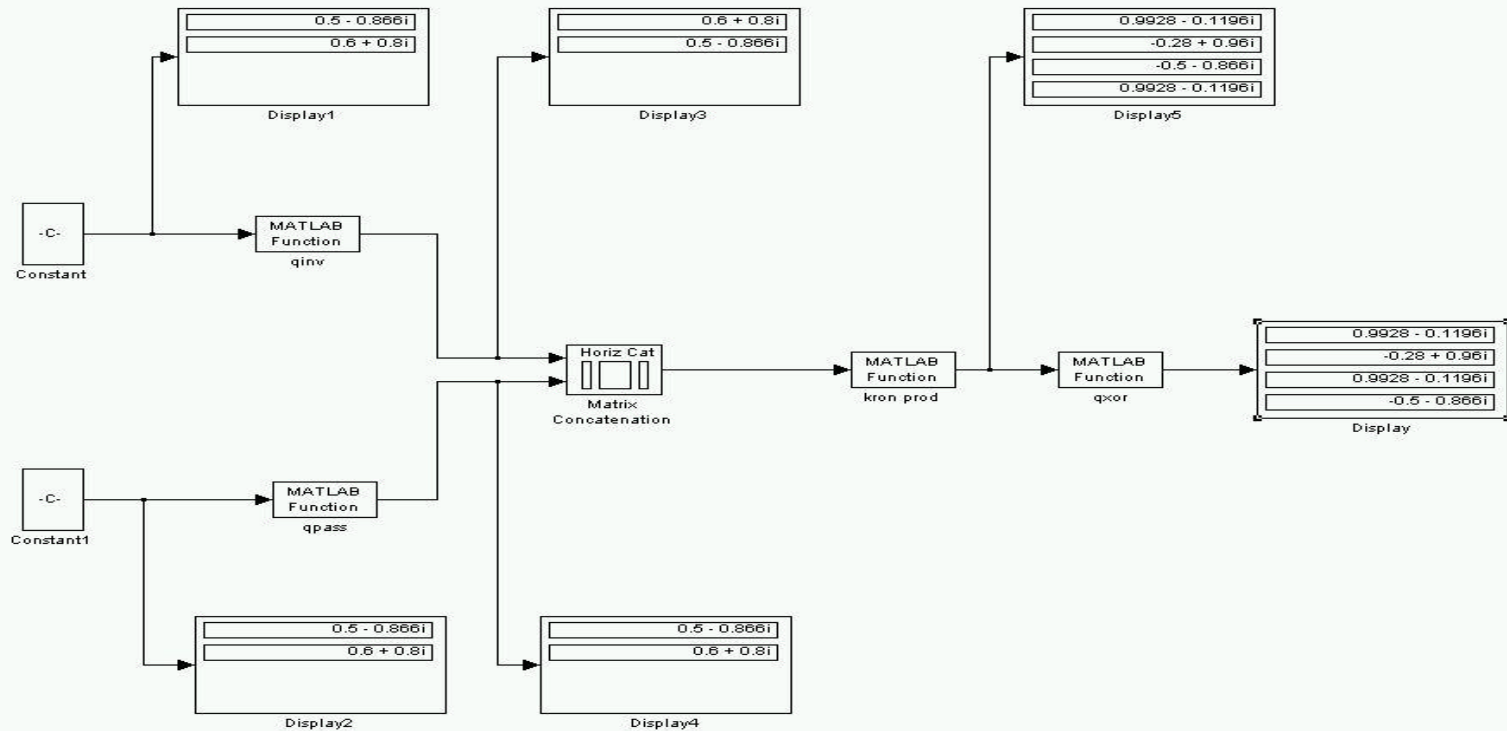 0.5 - 0.866i
0.6 + 0.8i
Display1
0.6 + 0.8i
0.5 - 0.866i
Display3
0.9928 - 0.1196i
-0.28 + 0.96i
-0.5 - 0.866i
0.9928 - 0.1196i
Display5
-C-
Constant
MATLAB
Function
qinv
Horiz Cat
Matrix
Concatenation
MATLAB
Function
kron prod
MATLAB
Function
qxor
0.9928 - 0.1196i
-0.28 + 0.96i
0.9928 - 0.1196i
-0.5 - 0.866i
Display
-C-
Constant1
MATLAB
Function
qpass
0.5 - 0.866i
0.6 + 0.8i
Display2
0.5 - 0.866i
0.6 + 0.8i
Display4